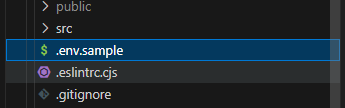 public
src
.env.sample
.eslintrc.cjs
.gitignore